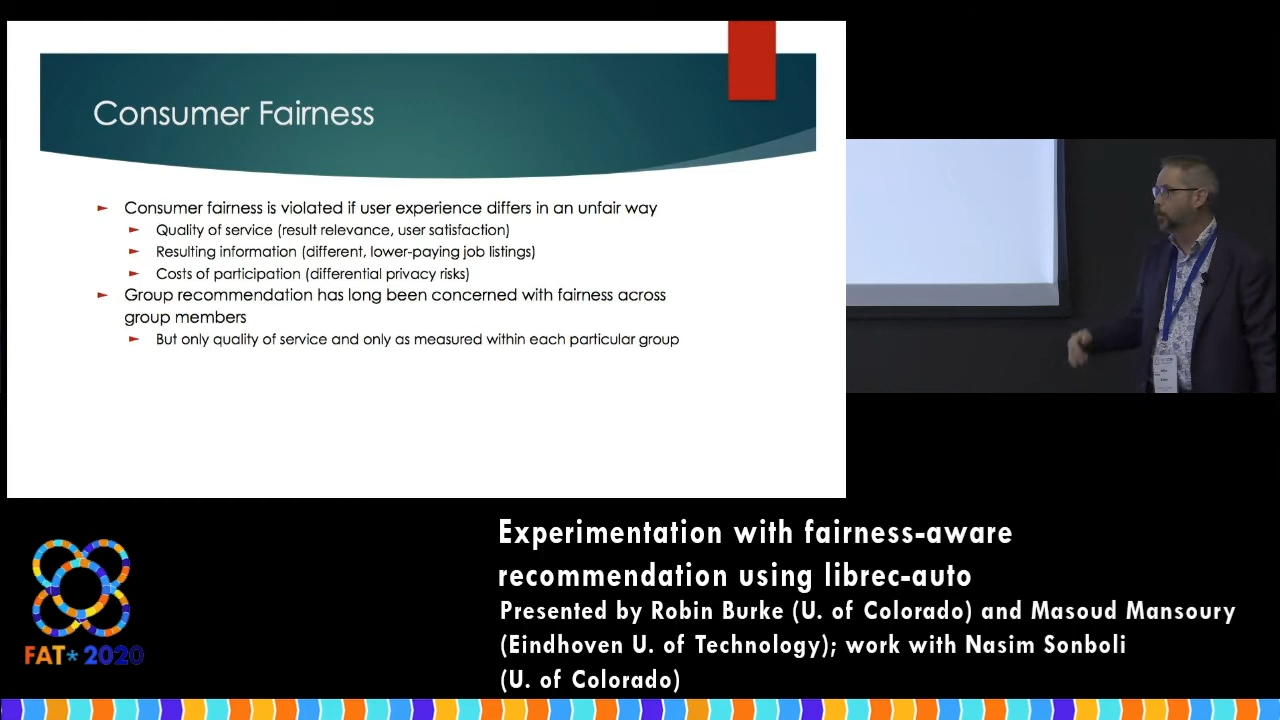 Consumer Fairness
Consumer fairness is violated if user experience differs in an unfair way
Quality of service (result relevance, user satisfaction)
Resulting information (different, lower-paying job listings)
Costs of participation (differential privacy risks)
Group recommendation has long been concerned with fairness across
group members
But only quality of service and only as measured within each particular group
Experimentation with fairness-aware
recommendation using librec-auto
Presented by Robin Burke (U. of Colorado) and Masoud Mansoury
(Eindhoven U. of Technology); work with Nasim Sonboli
(U. of Colorado)
FAT* 2020